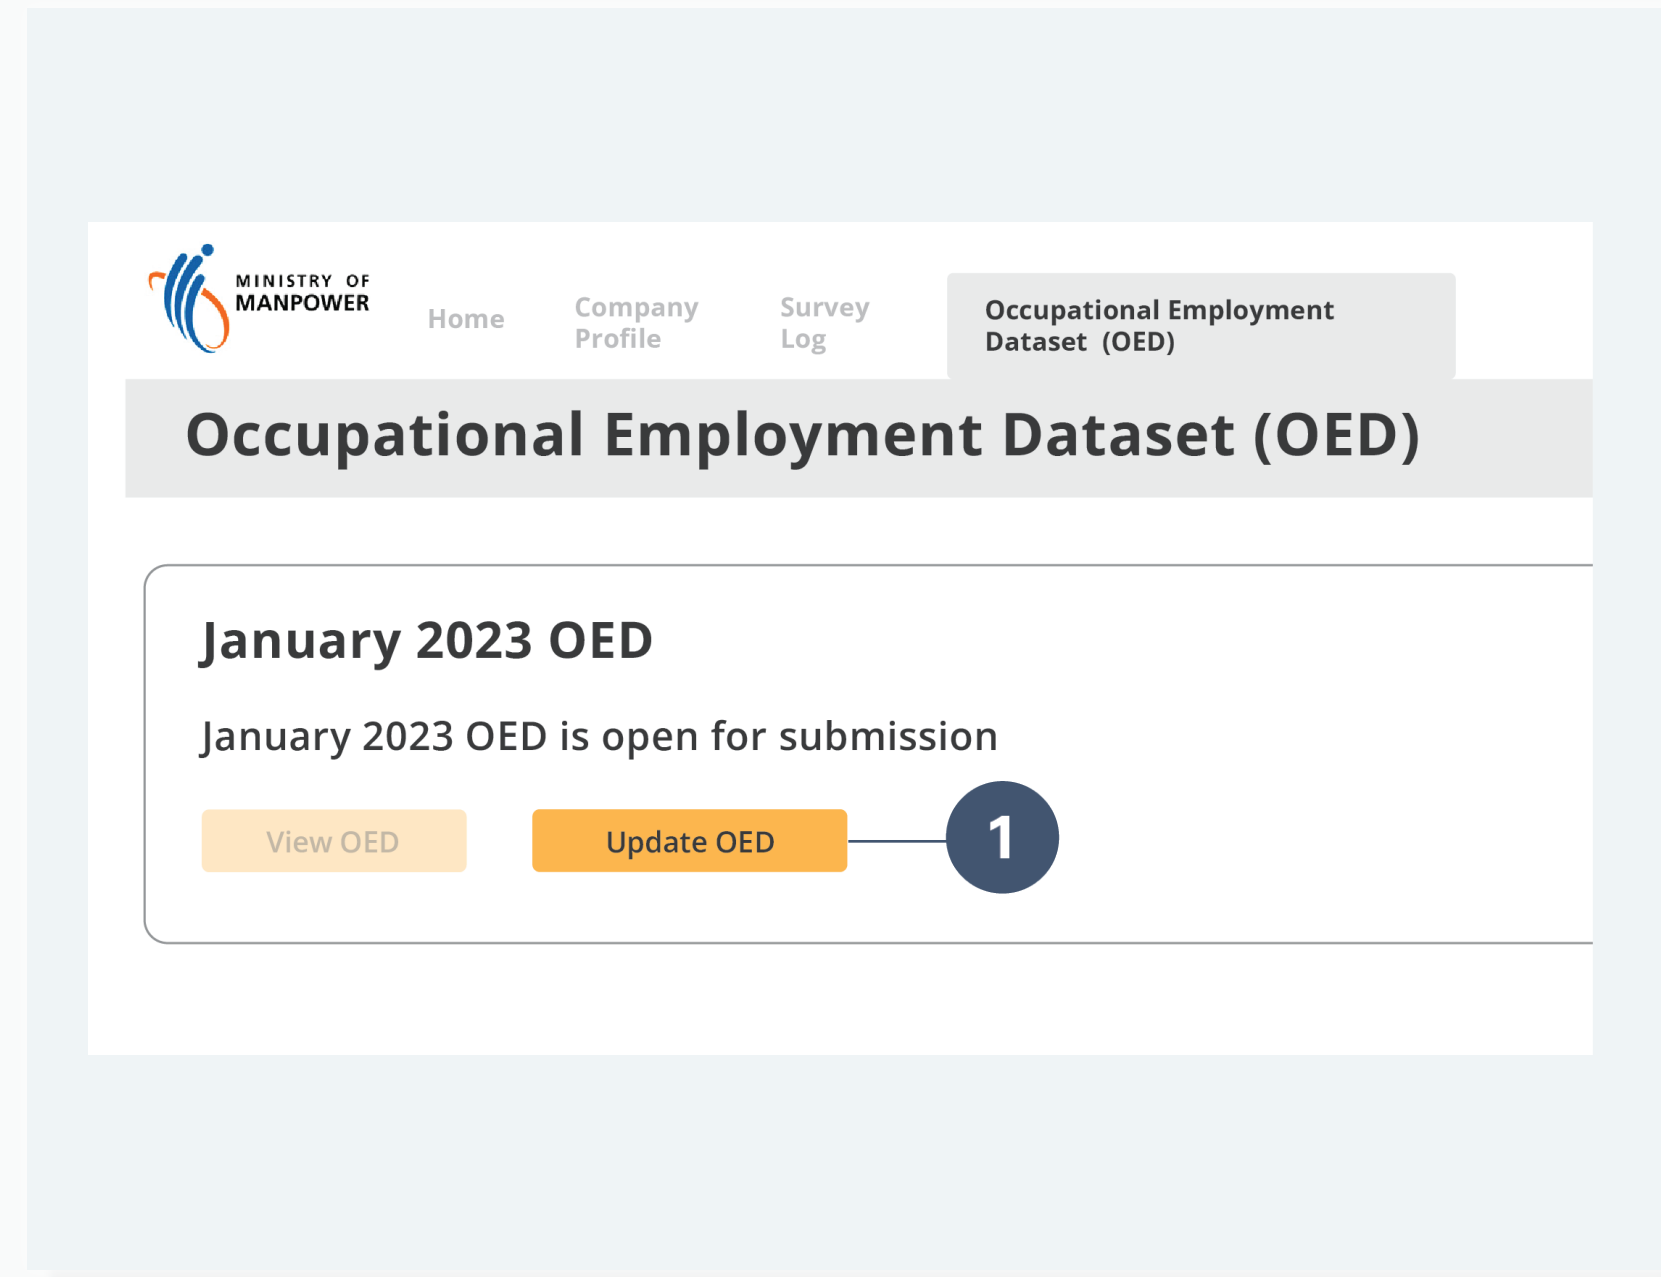 MINISTRY OF
MANPOWER
Home
Company
Profile
Survey
Log
Occupational Employment
Dataset (OED)
Occupational Employment Dataset (OED)
January 2023 OED
January 2023 OED is open for submission
View OED
Update OED
1